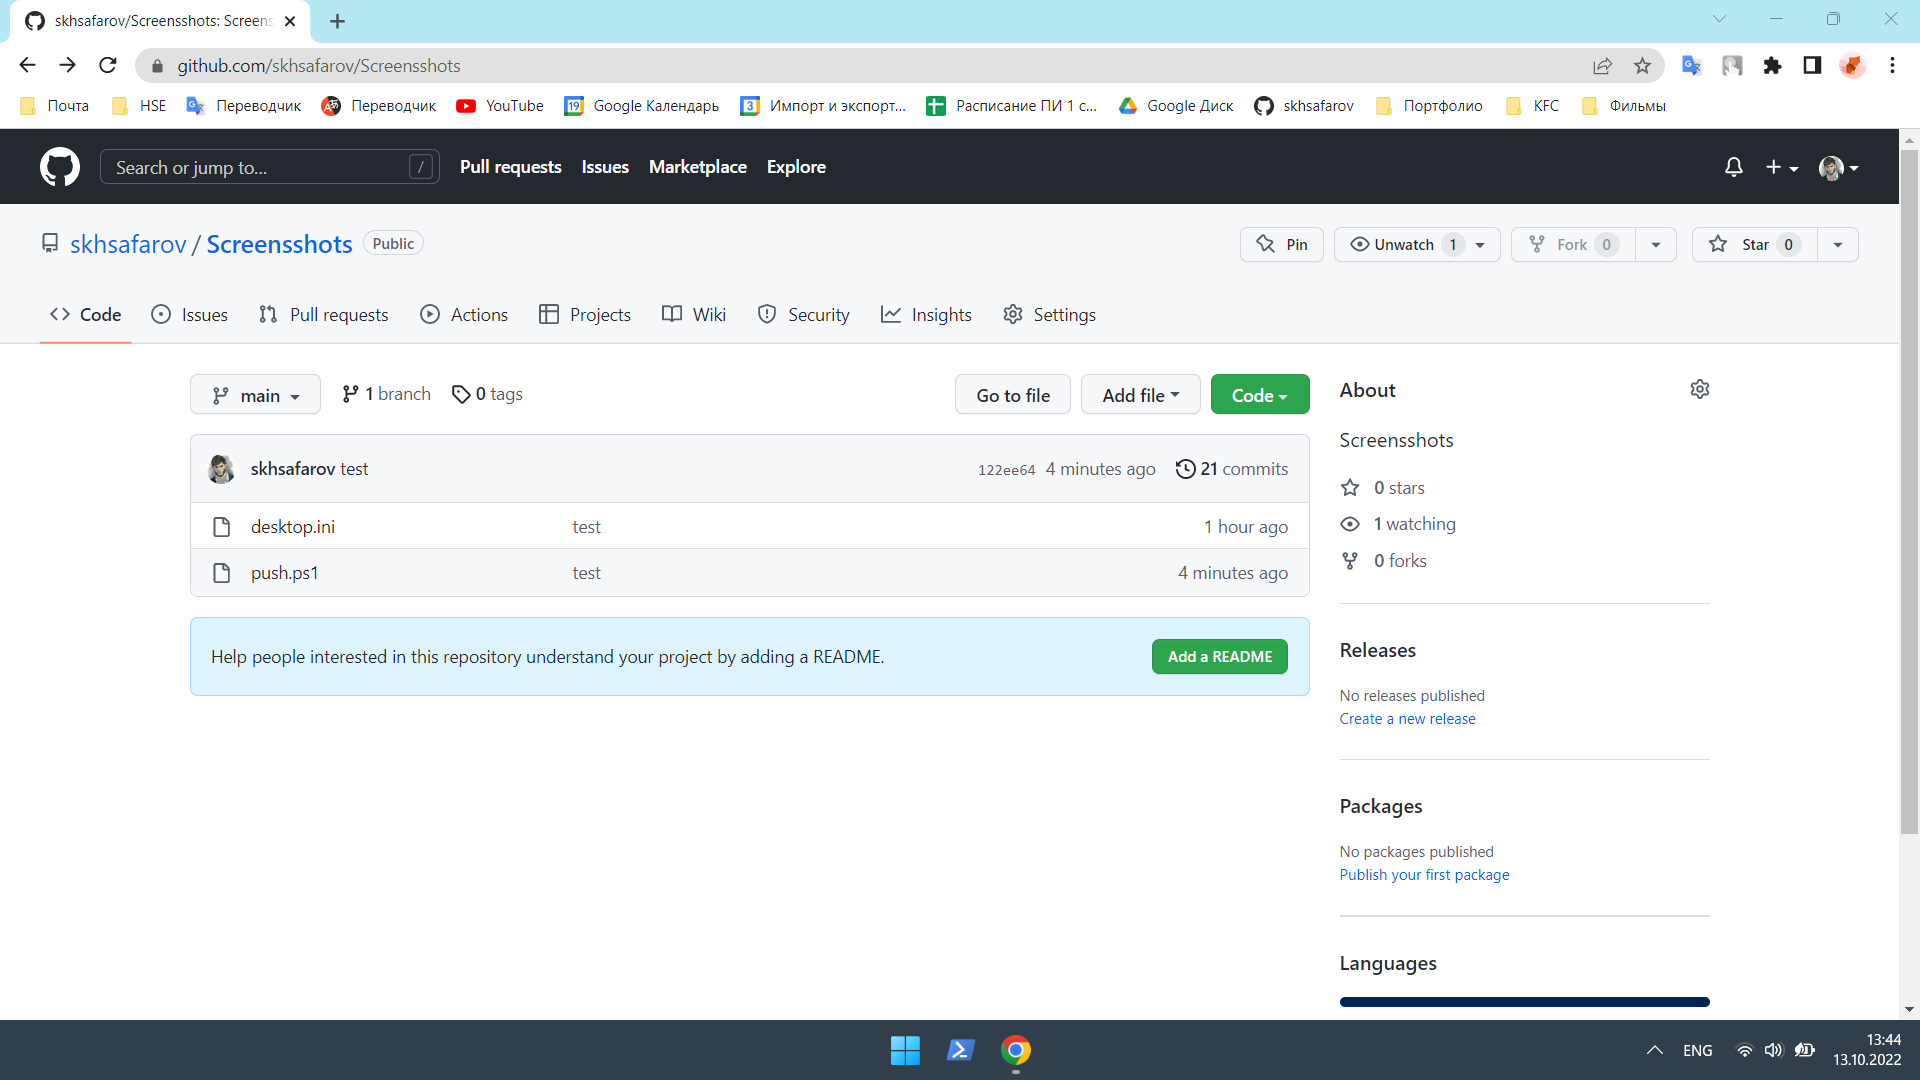 skhsafarov/Screensshots: Screens
github.com/skhsafarov/Screensshots
Почта HSE Переводчик Переводчик YouTube 19 Google Календарь 3 Импорт и экспорт... Расписание ПИ 1 с... Google Диск skhsafarov Портфолио KFC Фильмы
Search or jump to... / Pull requests Issues Marketplace Explore
skhsafarov / Screensshots Public Pin Unwatch 1 Fork 0 Star 0
Code Issues Pull requests Actions Projects Wiki Security Insights Settings
main 1 branch 0 tags Go to file Add file Code
skhsafarov test 122ee64 4 minutes ago 21 commits
desktop.ini test 1 hour ago
push.ps1 test 4 minutes ago
Help people interested in this repository understand your project by adding a README. Add a README
About
Screensshots
0 stars
1 watching
0 forks
Releases
No releases published
Create a new release
Packages
No packages published
Publish your first package
Languages
ENG 13:44
13.10.2022